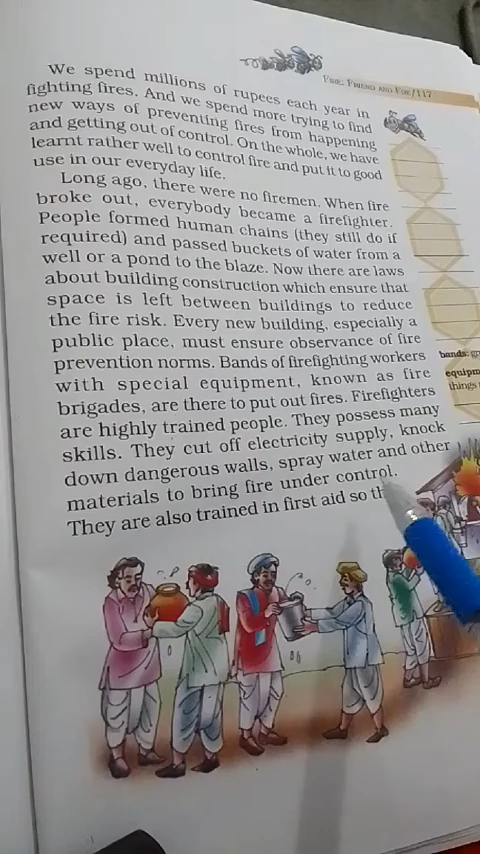 FIRE: FRIEND AND FOE/117
We spend millions of rupees each year in
fighting fires. And we spend more trying to find
new ways of preventing fires from happening
and getting out of control. On the whole, we have
learnt rather well to control fire and put it to good
use in our everyday life.
Long ago, there were no firemen. When fire
broke out, everybody became a firefighter.
People formed human chains (they still do if
required) and passed buckets of water from a
well or a pond to the blaze. Now there are laws
about building construction which ensure that
space is left between buildings to reduce
the fire risk. Every new building, especially a
public place, must ensure observance of fire
prevention norms. Bands of firefighting workers
with special equipment, known as fire
brigades, are there to put out fires. Firefighters
are highly trained people. They possess many
skills. They cut off electricity supply, knock
down dangerous walls, spray water and other
materials to bring fire under control.
They are also trained in first aid so
bands:
things